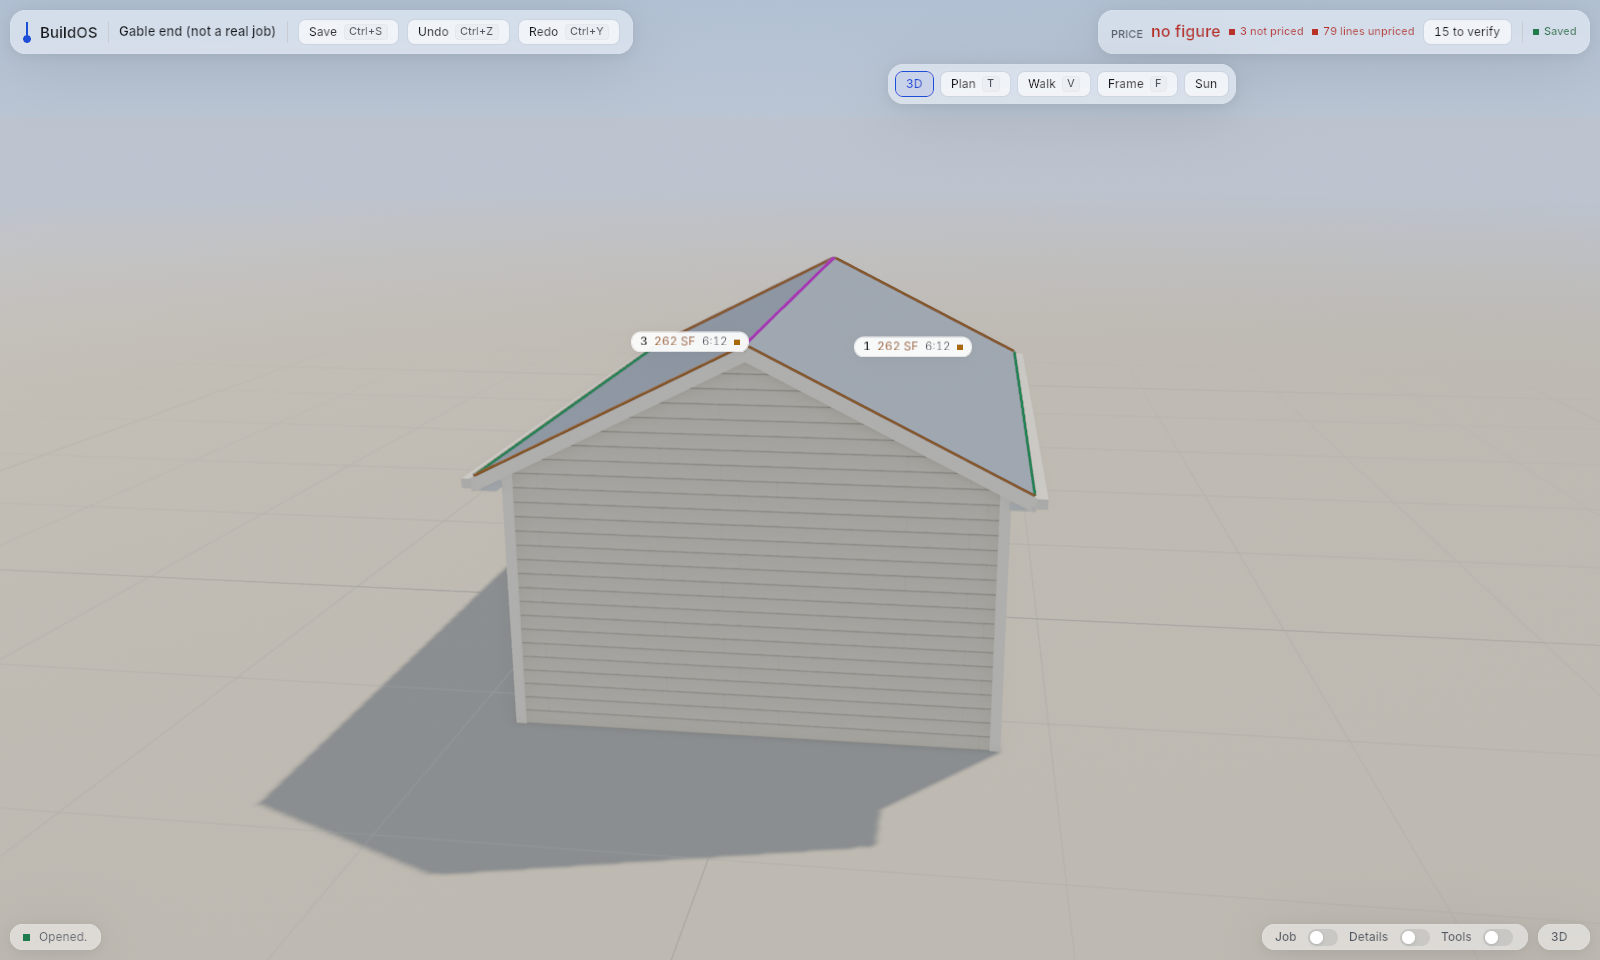 BuildOS Gable end (not a real job) Save Ctrl+S Undo Ctrl+Z Redo Ctrl+Y
PRICE no figure 3 not priced 79 lines unpriced 15 to verify Saved
3D Plan T Walk V Frame F Sun
3 262 SF 6:12
1 262 SF 6:12
Opened.
Job Details Tools 3D